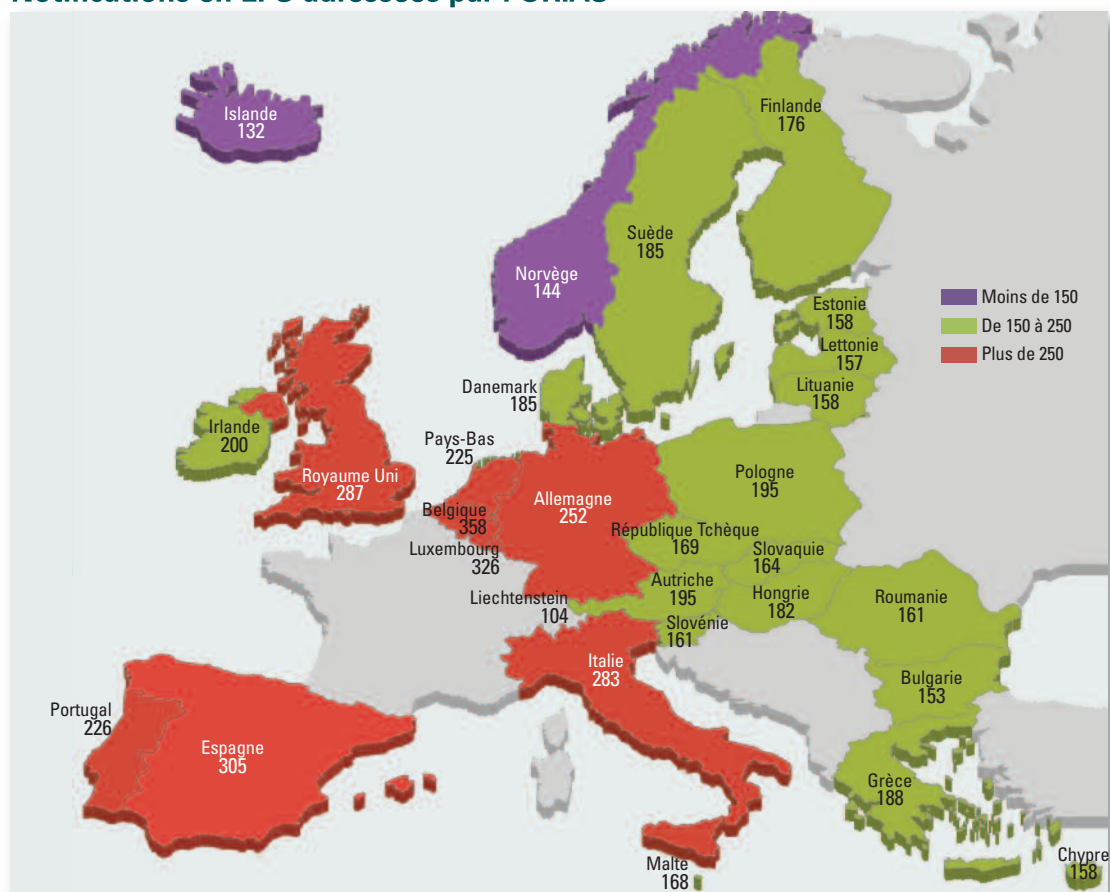 Islande
132
Finlande
176
Suède
185
Norvège
144
Moins de 150
De 150 à 250
Plus de 250
Estonie
158
Lettonie
157
Lituanie
158
Danemark
185
Irlande
200
Pays-Bas
225
Royaume Uni
287
Pologne
195
Belgique
358
Allemagne
252
Luxembourg
326
République Tchèque
169
Slovaquie
164
Liechtenstein
104
Autriche
195
Hongrie
182
Roumanie
161
Slovénie
161
Italie
283
Bulgarie
153
Portugal
226
Espagne
305
Grèce
188
Malte
168
Chypre
158